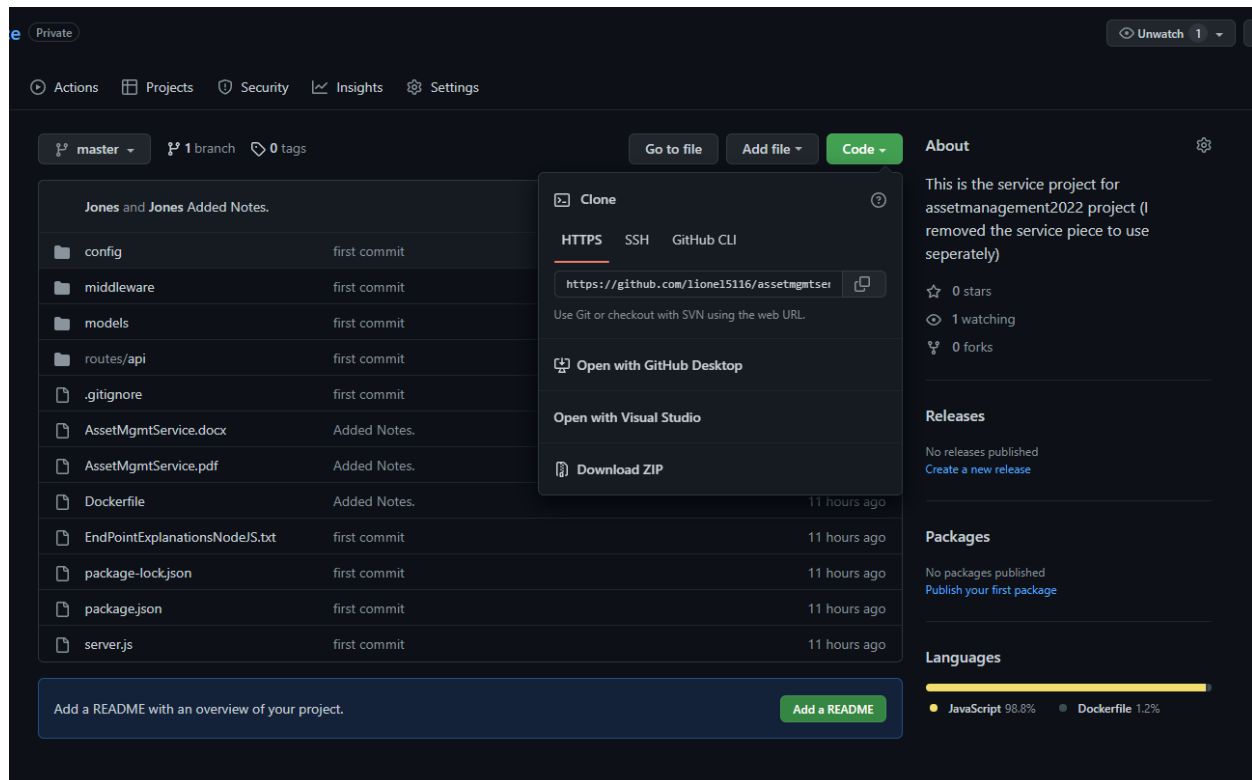 Private
Unwatch 1
Actions Projects Security Insights Settings
master 1 branch 0 tags Go to file Add file Code
Jones and Jones Added Notes.
config first commit
middleware first commit
models first commit
routes/api first commit
.gitignore first commit
AssetMgmtService.docx Added Notes.
AssetMgmtService.pdf Added Notes.
Dockerfile Added Notes. 11 hours ago
EndPointExplanationsNodeJS.txt first commit 11 hours ago
package-lock.json first commit 11 hours ago
package.json first commit 11 hours ago
server.js first commit 11 hours ago
Add a README with an overview of your project. Add a README
Clone
HTTPS SSH GitHub CLI
https://github.com/lionel5116/assetmgmtser
Use Git or checkout with SVN using the web URL.
Open with GitHub Desktop
Open with Visual Studio
Download ZIP
About
This is the service project for
assetmanagement2022 project (I
removed the service piece to use
seperately)
0 stars
1 watching
0 forks
Releases
No releases published
Create a new release
Packages
No packages published
Publish your first package
Languages
JavaScript 98.8% Dockerfile 1.2%